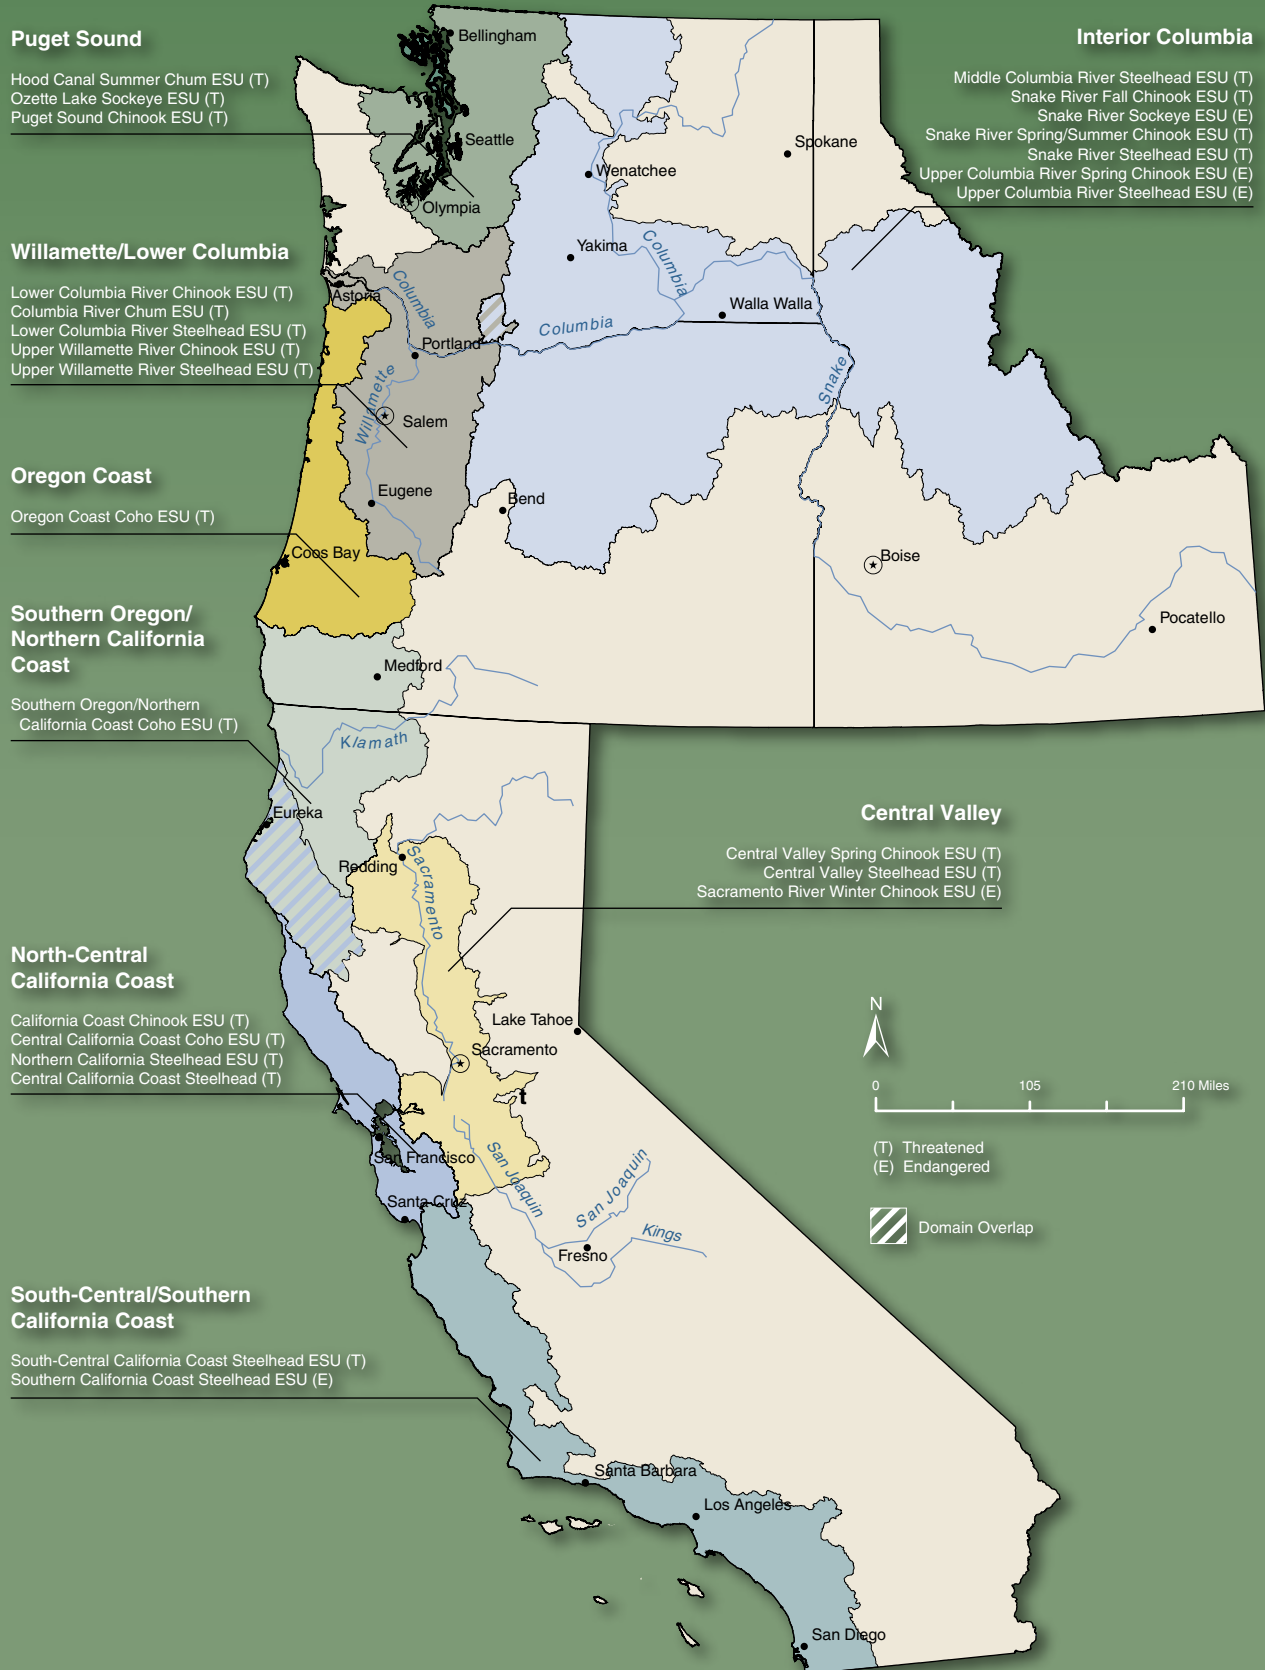 Puget Sound
Hood Canal Summer Chum ESU (T)
Ozette Lake Sockeye ESU (T)
Puget Sound Chinook ESU (T)
Willamette/Lower Columbia
Lower Columbia River Chinook ESU (T)
Columbia River Chum ESU (T)
Lower Columbia River Steelhead ESU (T)
Upper Willamette River Chinook ESU (T)
Upper Willamette River Steelhead ESU (T)
Oregon Coast
Oregon Coast Coho ESU (T)
Southern Oregon/
Northern California
Coast
Southern Oregon/Northern
California Coast Coho ESU (T)
North-Central
California Coast
California Coast Chinook ESU (T)
Central California Coast Coho ESU (T)
Northern California Steelhead ESU (T)
Central California Coast Steelhead (T)
South-Central/Southern
California Coast
South-Central California Coast Steelhead ESU (T)
Southern California Coast Steelhead ESU (E)
Interior Columbia
Middle Columbia River Steelhead ESU (T)
Snake River Fall Chinook ESU (T)
Snake River Sockeye ESU (E)
Snake River Spring/Summer Chinook ESU (T)
Snake River Steelhead ESU (T)
Upper Columbia River Spring Chinook ESU (E)
Upper Columbia River Steelhead ESU (E)
Central Valley
Central Valley Spring Chinook ESU (T)
Central Valley Steelhead ESU (T)
Sacramento River Winter Chinook ESU (E)
Bellingham
Seattle
Olympia
Spokane
Wenatchee
Yakima
Columbia
Walla Walla
Astoria
Columbia
Columbia
Portland
Snake
Willamette
Salem
Eugene
Bend
Coos Bay
Boise
Pocatello
Medford
Klamath
Eureka
Redding
Sacramento
Lake Tahoe
Sacramento
t
San Francisco
San Joaquin
San Joaquin
Santa Cruz
Kings
Fresno
Santa Barbara
Los Angeles
San Diego
N
0 105 210 Miles
(T) Threatened
(E) Endangered
Domain Overlap